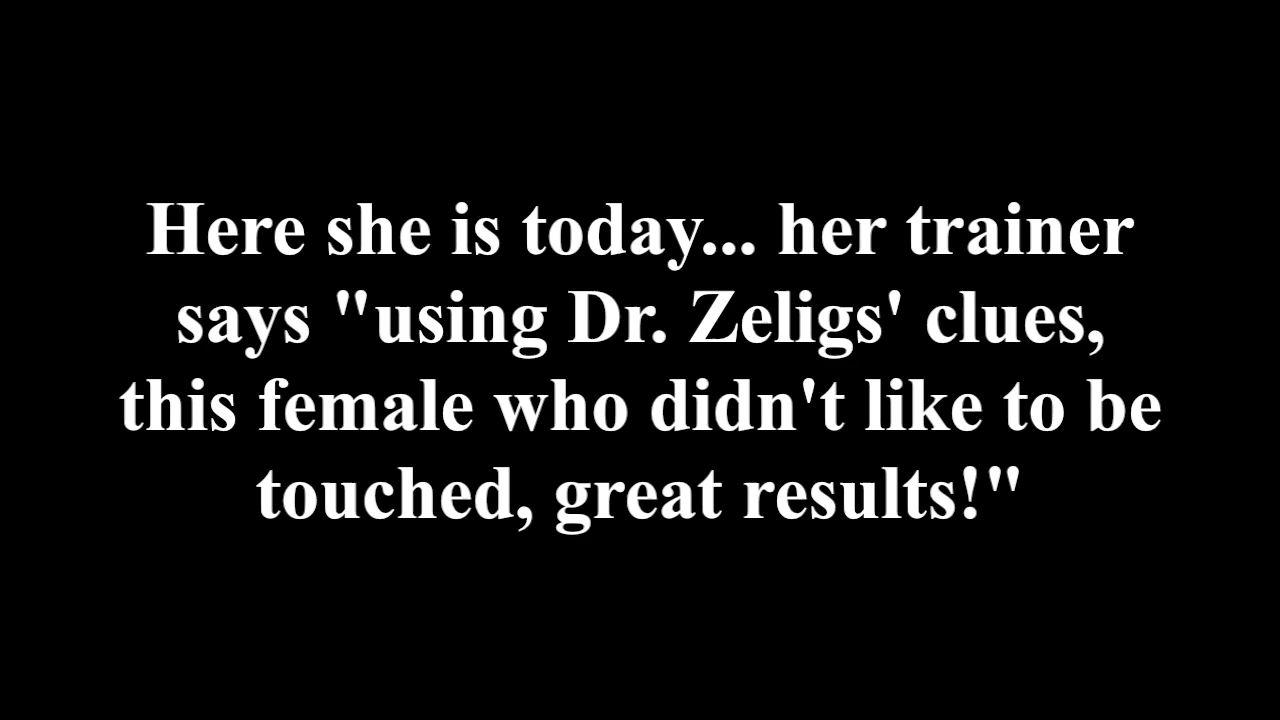 Here she is today... her trainer
says "using Dr. Zeligs' clues,
this female who didn't like to be
touched, great results!"